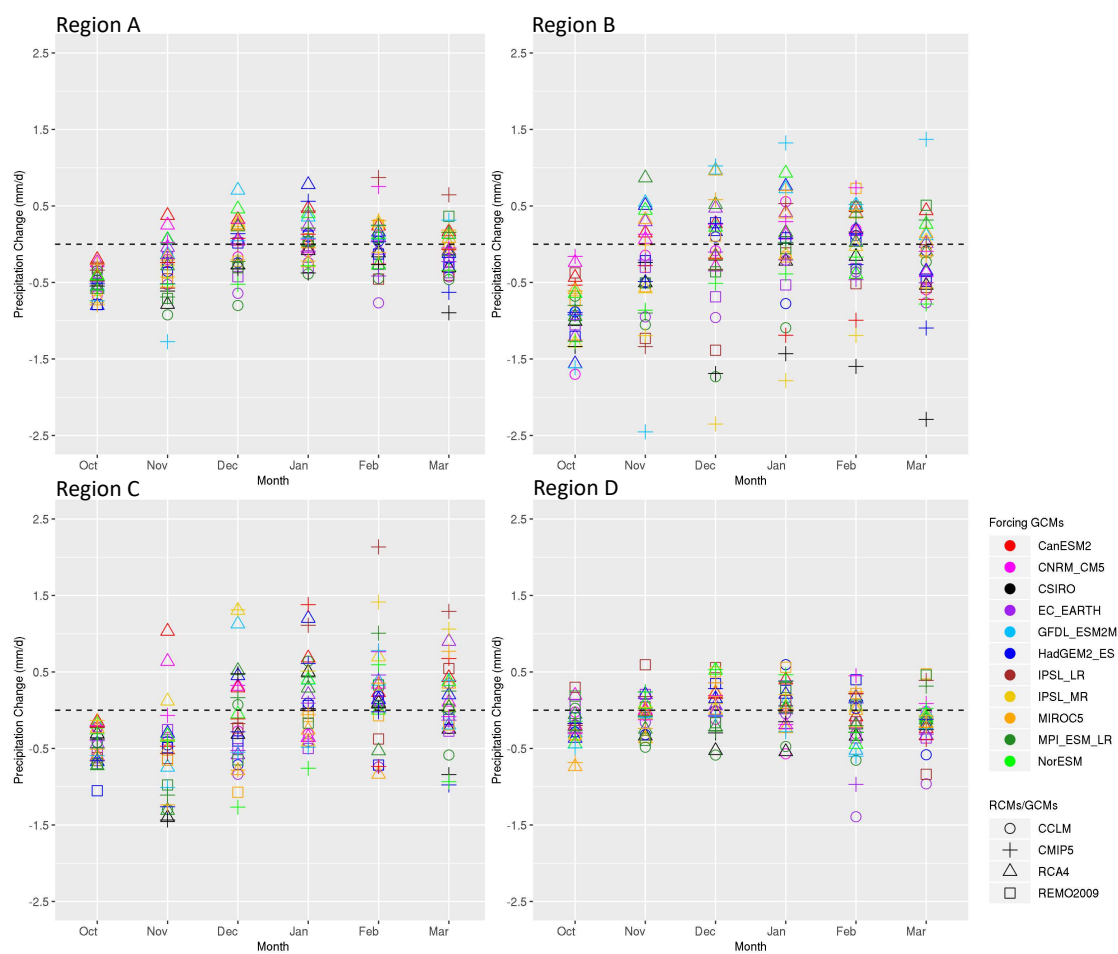 Region A
Region B
2.5
1.5
0.5
-0.5
-1.5
-2.5
Precipitation Change (mm/d)
Oct Nov Dec Jan Feb Mar
Month
2.5
1.5
0.5
-0.5
-1.5
-2.5
Precipitation Change (mm/d)
Oct Nov Dec Jan Feb Mar
Month
Region C
Region D
2.5
1.5
0.5
-0.5
-1.5
-2.5
Precipitation Change (mm/d)
Oct Nov Dec Jan Feb Mar
Month
2.5
1.5
0.5
-0.5
-1.5
-2.5
Precipitation Change (mm/d)
Oct Nov Dec Jan Feb Mar
Month
Forcing GCMs
CanESM2
CNRM_CM5
CSIRO
EC_EARTH
GFDL_ESM2M
HadGEM2_ES
IPSL_LR
IPSL_MR
MIROC5
MPI_ESM_LR
NorESM
RCMs/GCMs
CCLM
CMIP5
RCA4
REMO2009